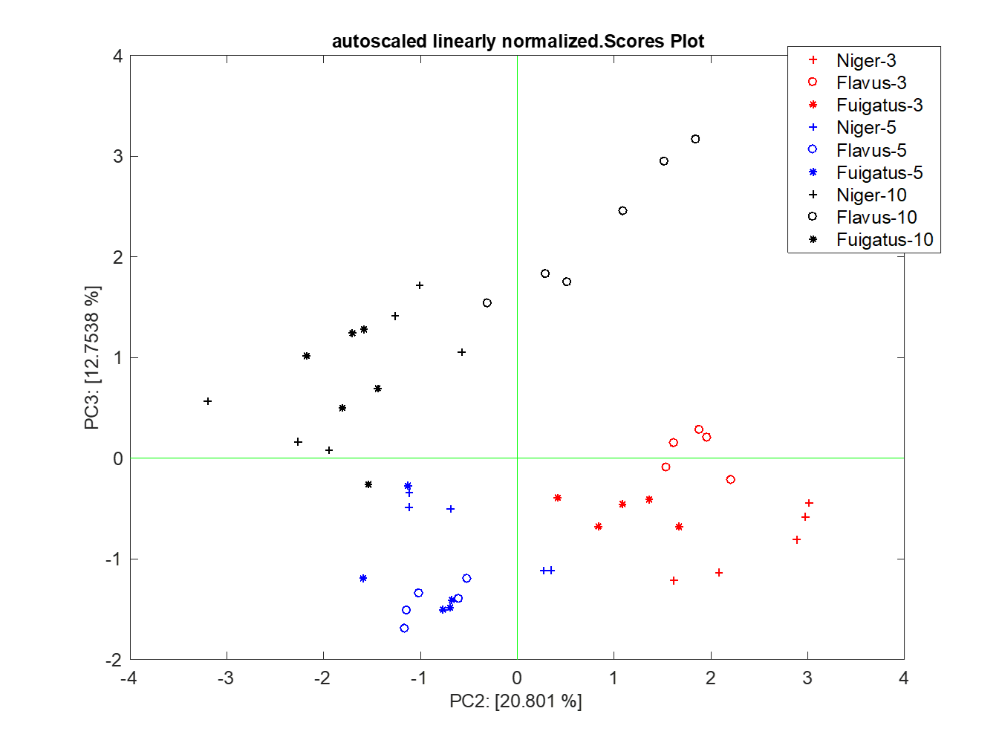 autoscaled linearly normalized.Scores Plot
Niger-3
Flavus-3
Fuigatus-3
Niger-5
Flavus-5
Fuigatus-5
Niger-10
Flavus-10
Fuigatus-10
4
3
2
1
0
-1
-2
PC3: [12.7538 %]
-4 -3 -2 -1 0 1 2 3 4
PC2: [20.801 %]